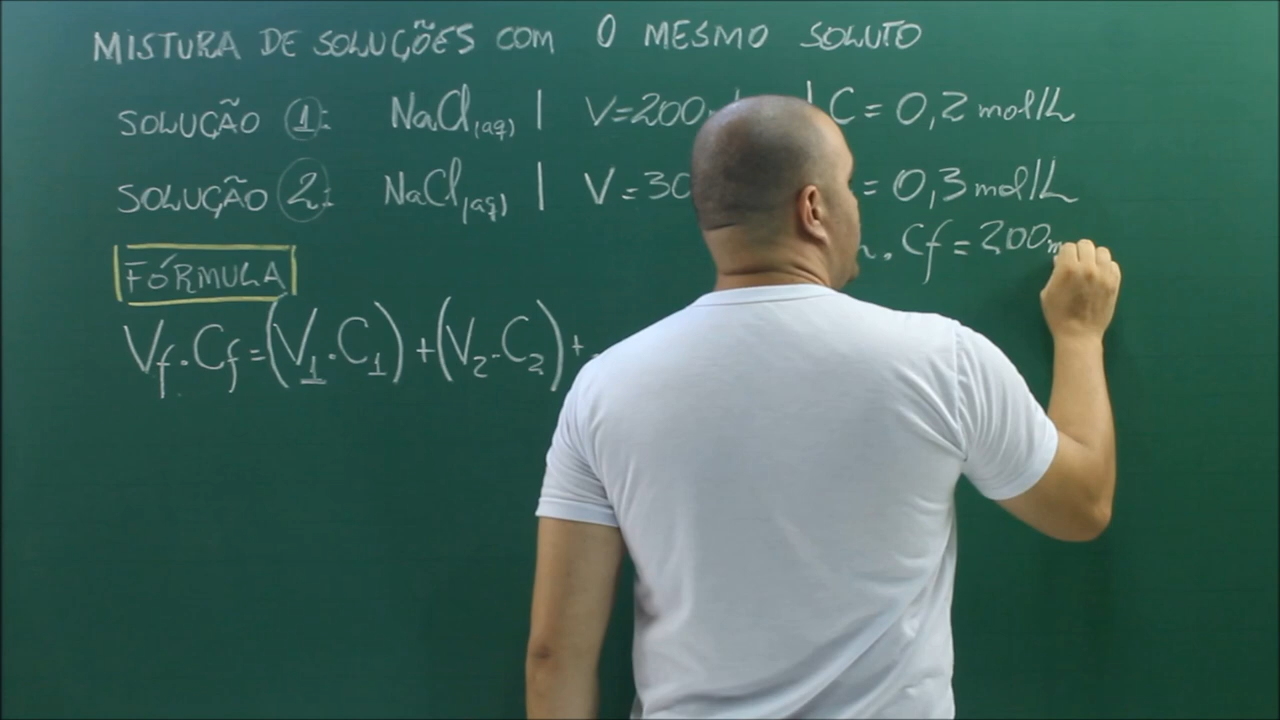 MISTURA DE SOLUÇÕES COM O MESMO SOLUTO
SOLUÇÃO 1: NaCl(aq) | V=200 | C = 0,2 mol/L
SOLUÇÃO 2: NaCl(aq) | V=30 = 0,3 mol/L
. Cf = 200m
FÓRMULA
Vf.Cf=(V1.C1)+(V2.C2)+